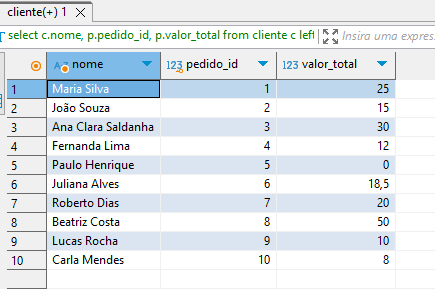 cliente(+) 1
select c.nome, p.pedido_id, p.valor_total from cliente c left
Insira uma expres
nome 123 pedido_id 123 valor_total
1 Maria Silva 1 25
2 João Souza 2 15
3 Ana Clara Saldanha 3 30
4 Fernanda Lima 4 12
5 Paulo Henrique 5 0
6 Juliana Alves 6 18,5
7 Roberto Dias 7 20
8 Beatriz Costa 8 50
9 Lucas Rocha 9 10
10 Carla Mendes 10 8